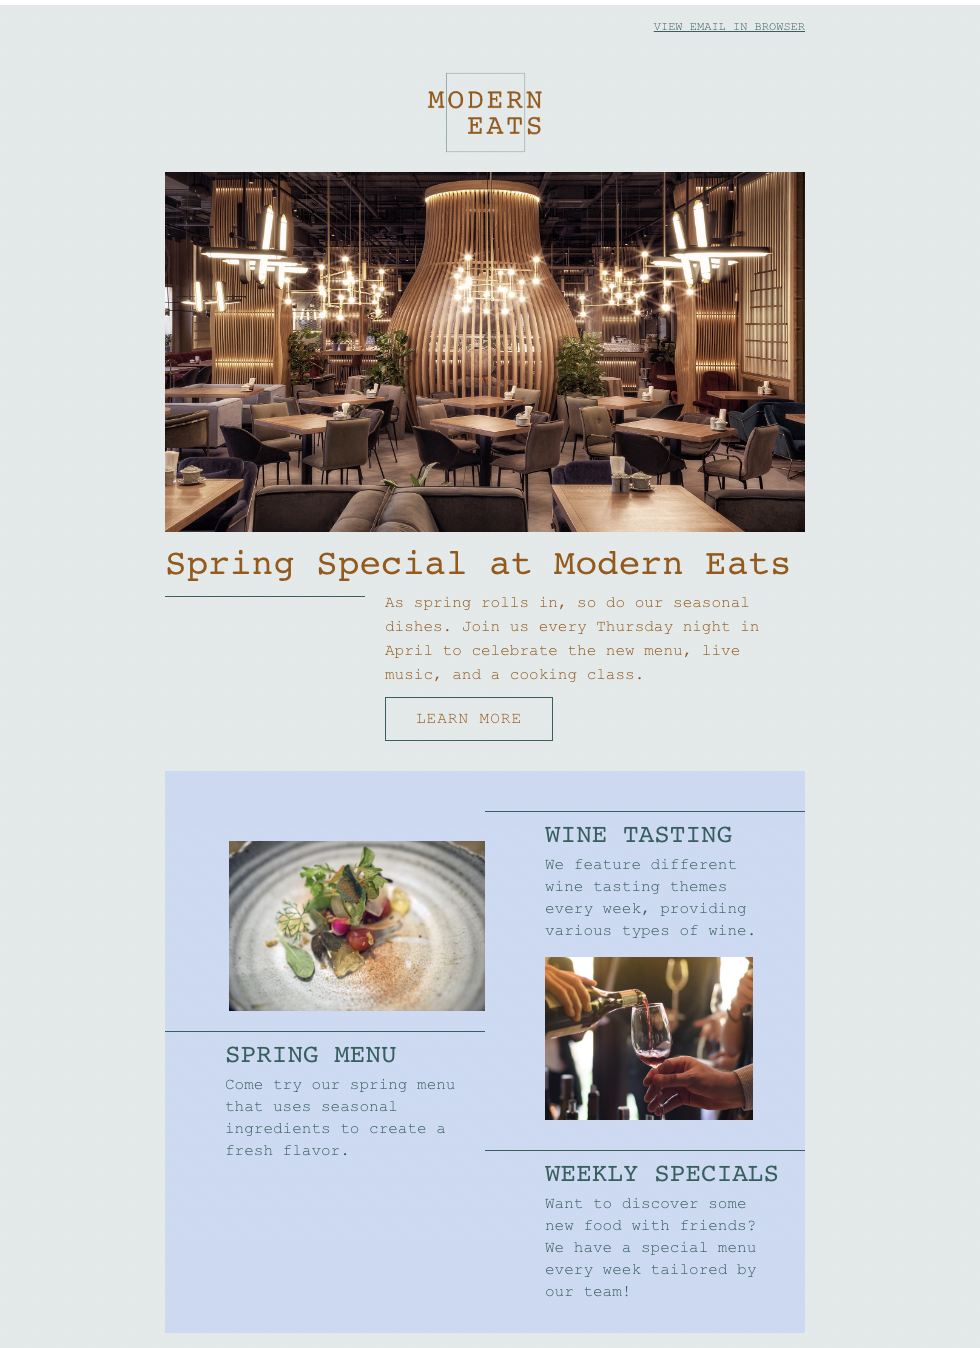 VIEW EMAIL IN BROWSER
MODERN
EATS
Spring Special at Modern Eats
As spring rolls in, so do our seasonal
dishes. Join us every Thursday night in
April to celebrate the new menu, live
music, and a cooking class.
LEARN MORE
SPRING MENU
Come try our spring menu
that uses seasonal
ingredients to create a
fresh flavor.
WINE TASTING
We feature different
wine tasting themes
every week, providing
various types of wine.
WEEKLY SPECIALS
Want to discover some
new food with friends?
We have a special menu
every week tailored by
our team!